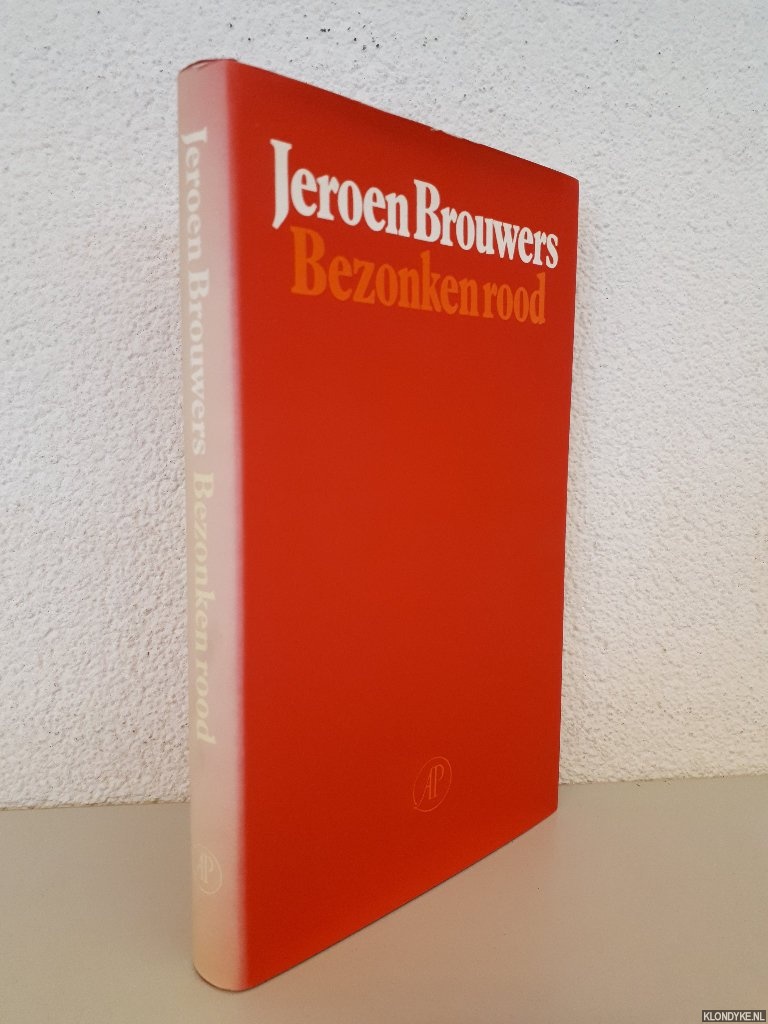 Jeroen Brouwers
Bezonken rood
AP
Jeroen Brouwers Bezonken rood
AP
KLONDYKE.NL